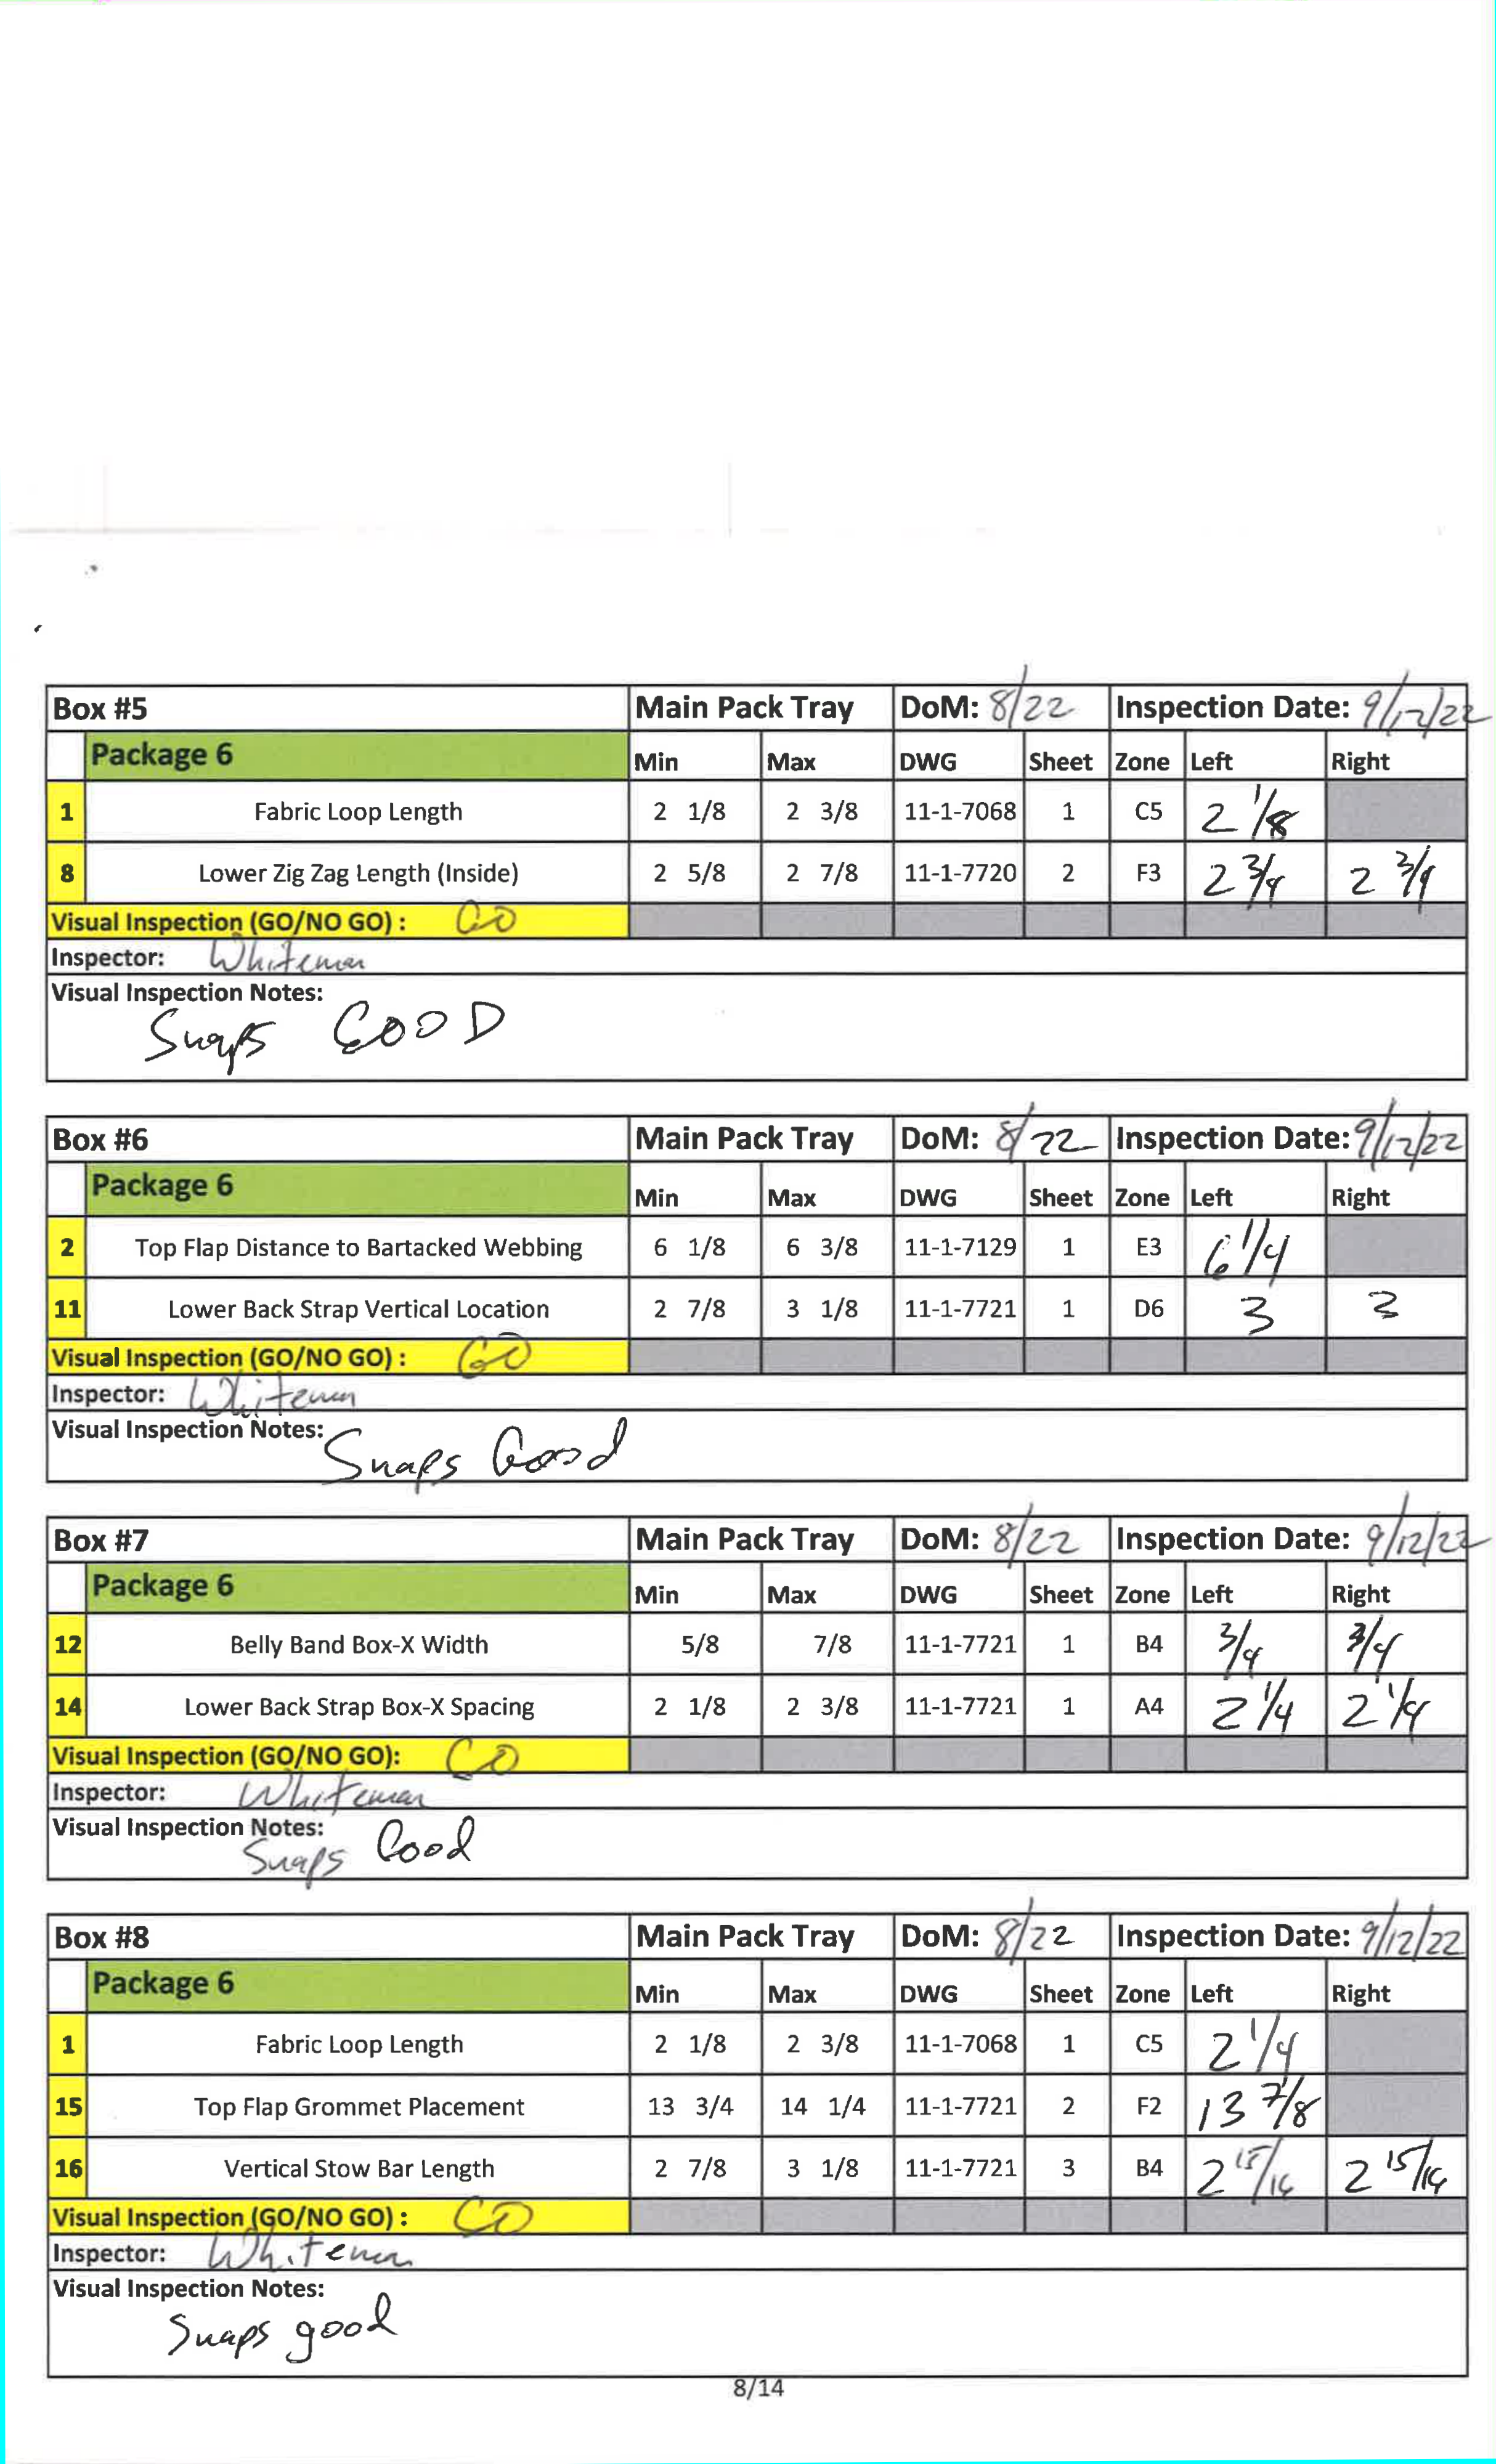 Box #5 Main Pack Tray DoM: 8/22 Inspection Date: 9/12/22
Package 6 Min Max DWG Sheet Zone Left Right
1 Fabric Loop Length 2 1/8 2 3/8 11-1-7068 1 C5 2 1/8
8 Lower Zig Zag Length (Inside) 2 5/8 2 7/8 11-1-7720 2 F3 2 3/4 2 3/4
Visual Inspection (GO/NO GO) : GO
Inspector: Whiteman
Visual Inspection Notes:
Snaps GOOD
Box #6 Main Pack Tray DoM: 8/22 Inspection Date: 9/12/22
Package 6 Min Max DWG Sheet Zone Left Right
2 Top Flap Distance to Bartacked Webbing 6 1/8 6 3/8 11-1-7129 1 E3 6 1/4
11 Lower Back Strap Vertical Location 2 7/8 3 1/8 11-1-7721 1 D6 3 3
Visual Inspection (GO/NO GO) : GO
Inspector: Whiteman
Visual Inspection Notes: Snaps Good
Box #7 Main Pack Tray DoM: 8/22 Inspection Date: 9/12/22
Package 6 Min Max DWG Sheet Zone Left Right
12 Belly Band Box-X Width 5/8 7/8 11-1-7721 1 B4 3/4 3/4
14 Lower Back Strap Box-X Spacing 2 1/8 2 3/8 11-1-7721 1 A4 2 1/4 2 1/4
Visual Inspection (GO/NO GO): GO
Inspector: Whiteman
Visual Inspection Notes:
Snaps Good
Box #8 Main Pack Tray DoM: 8/22 Inspection Date: 9/12/22
Package 6 Min Max DWG Sheet Zone Left Right
1 Fabric Loop Length 2 1/8 2 3/8 11-1-7068 1 C5 2 1/4
15 Top Flap Grommet Placement 13 3/4 14 1/4 11-1-7721 2 F2 13 7/8
16 Vertical Stow Bar Length 2 7/8 3 1/8 11-1-7721 3 B4 2 15/16 2 15/16
Visual Inspection (GO/NO GO) : GO
Inspector: Whiteman
Visual Inspection Notes:
Snaps good
8/14